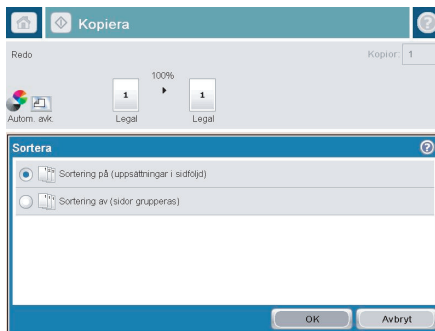 Kopiera
Redo
Kopior: 1
100%
1 1
Autom. avk. Legal Legal
Sortera
Sortering på (uppsättningar i sidföljd)
Sortering av (sidor grupperas)
OK Avbryt